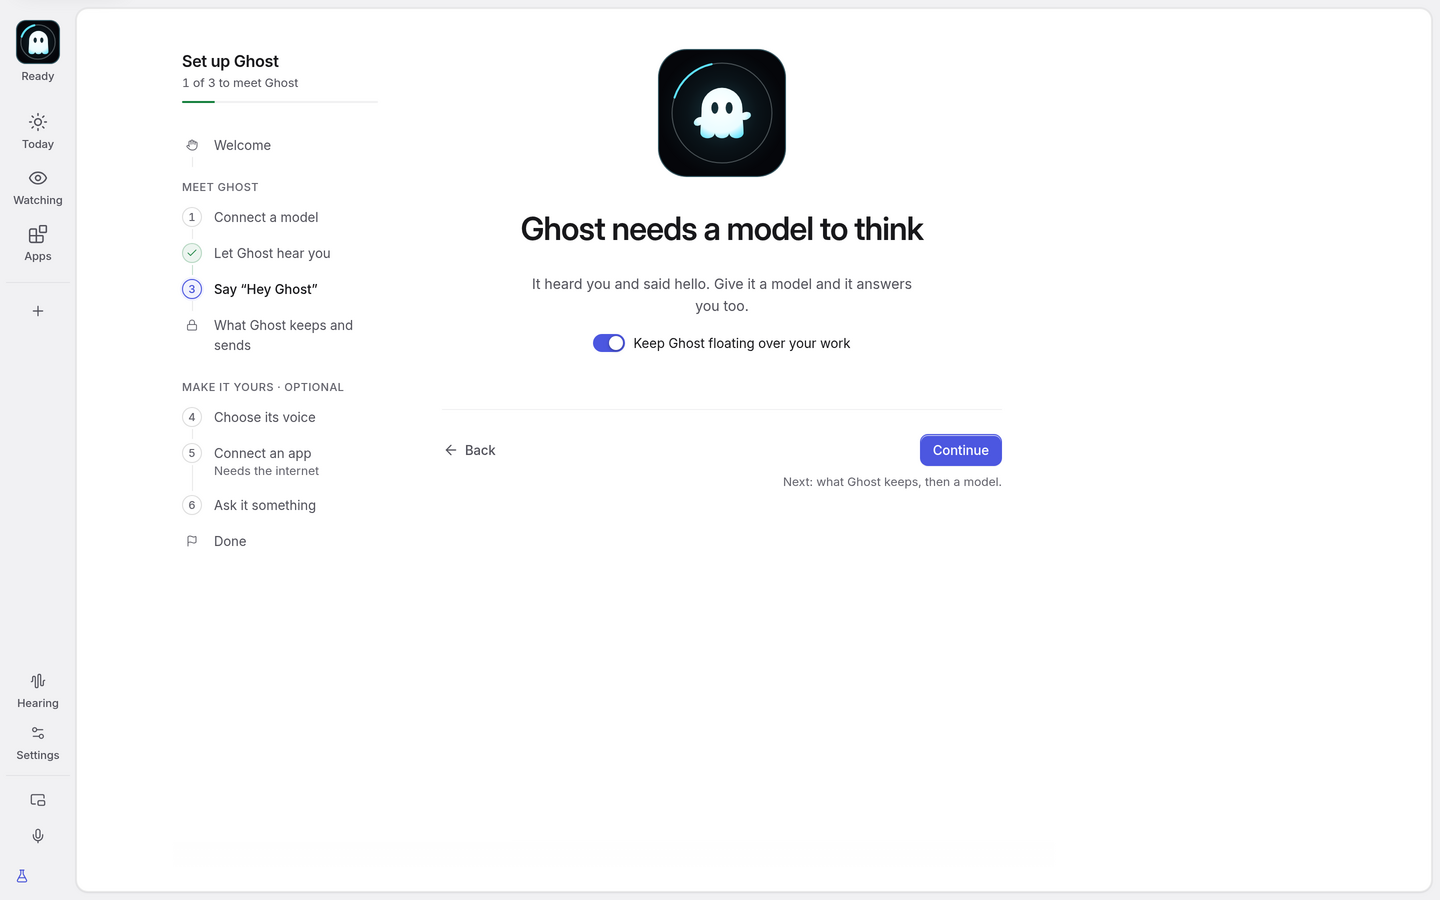 Ready
Today
Watching
Apps
Hearing
Settings
Set up Ghost
1 of 3 to meet Ghost
Welcome
MEET GHOST
1 Connect a model
Let Ghost hear you
3 Say “Hey Ghost”
What Ghost keeps and
sends
MAKE IT YOURS · OPTIONAL
4 Choose its voice
5 Connect an app
Needs the internet
6 Ask it something
Done
Ghost needs a model to think
It heard you and said hello. Give it a model and it answers
you too.
Keep Ghost floating over your work
Back
Continue
Next: what Ghost keeps, then a model.